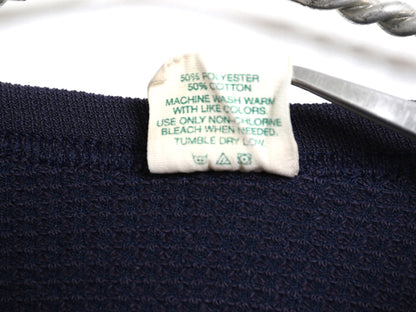 50% POLYESTER
50% COTTON
MACHINE WASH WARM
WITH LIKE COLORS.
USE ONLY NON-CHLORINE
BLEACH WHEN NEEDED.
TUMBLE DRY LOW.